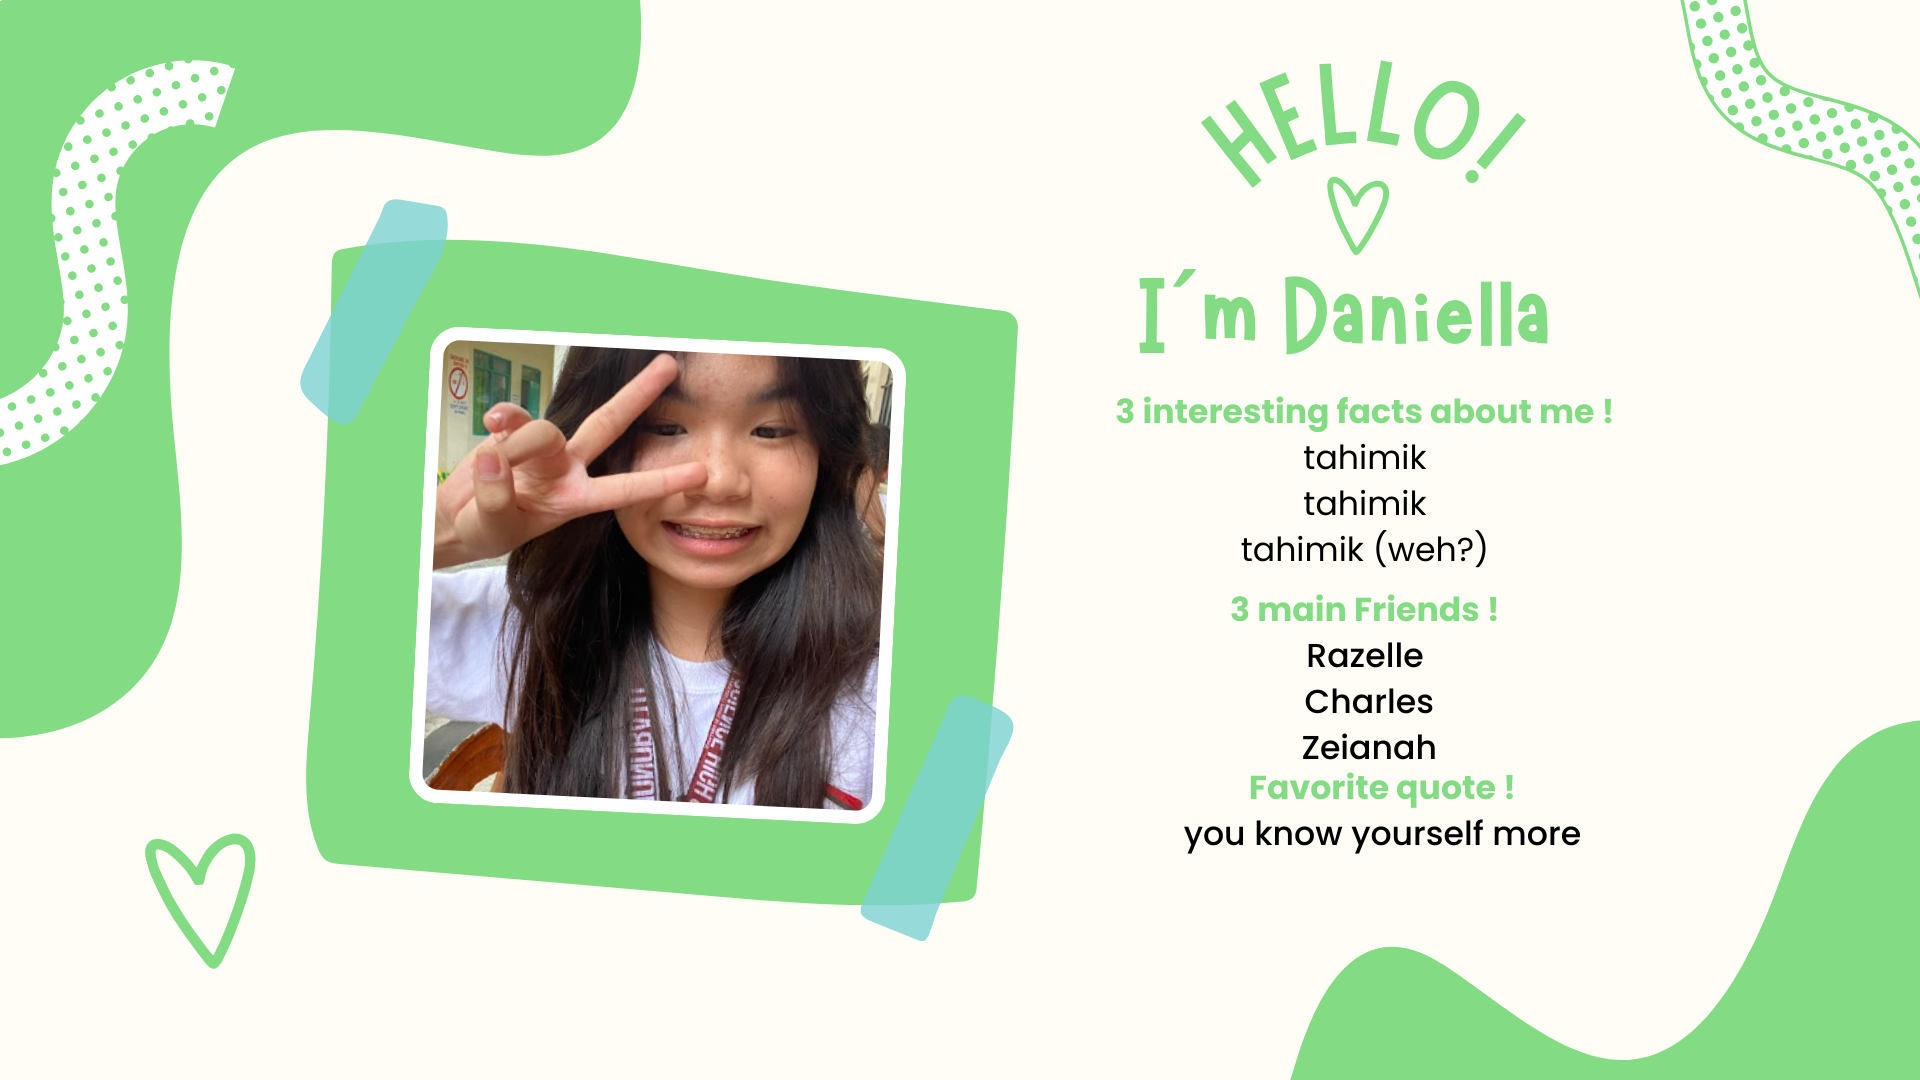 HELLO!
I´m Daniella
3 interesting facts about me !
tahimik
tahimik
tahimik (weh?)
3 main Friends !
Razelle
Charles
Zeianah
Favorite quote !
you know yourself more